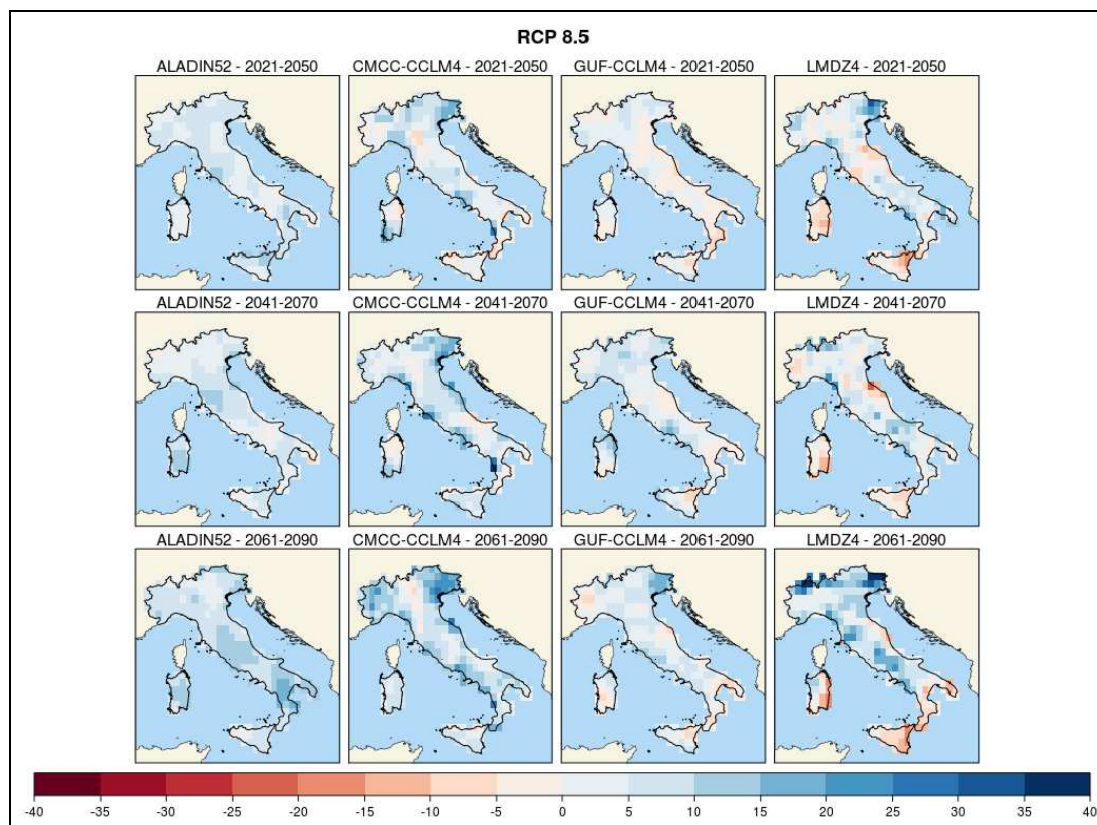 RCP 8.5
ALADIN52 - 2021-2050
CMCC-CCLM4 - 2021-2050
GUF-CCLM4 - 2021-2050
LMDZ4 - 2021-2050
ALADIN52 - 2041-2070
CMCC-CCLM4 - 2041-2070
GUF-CCLM4 - 2041-2070
LMDZ4 - 2041-2070
ALADIN52 - 2061-2090
CMCC-CCLM4 - 2061-2090
GUF-CCLM4 - 2061-2090
LMDZ4 - 2061-2090
-40 -35 -30 -25 -20 -15 -10 -5 0 5 10 15 20 25 30 35 40